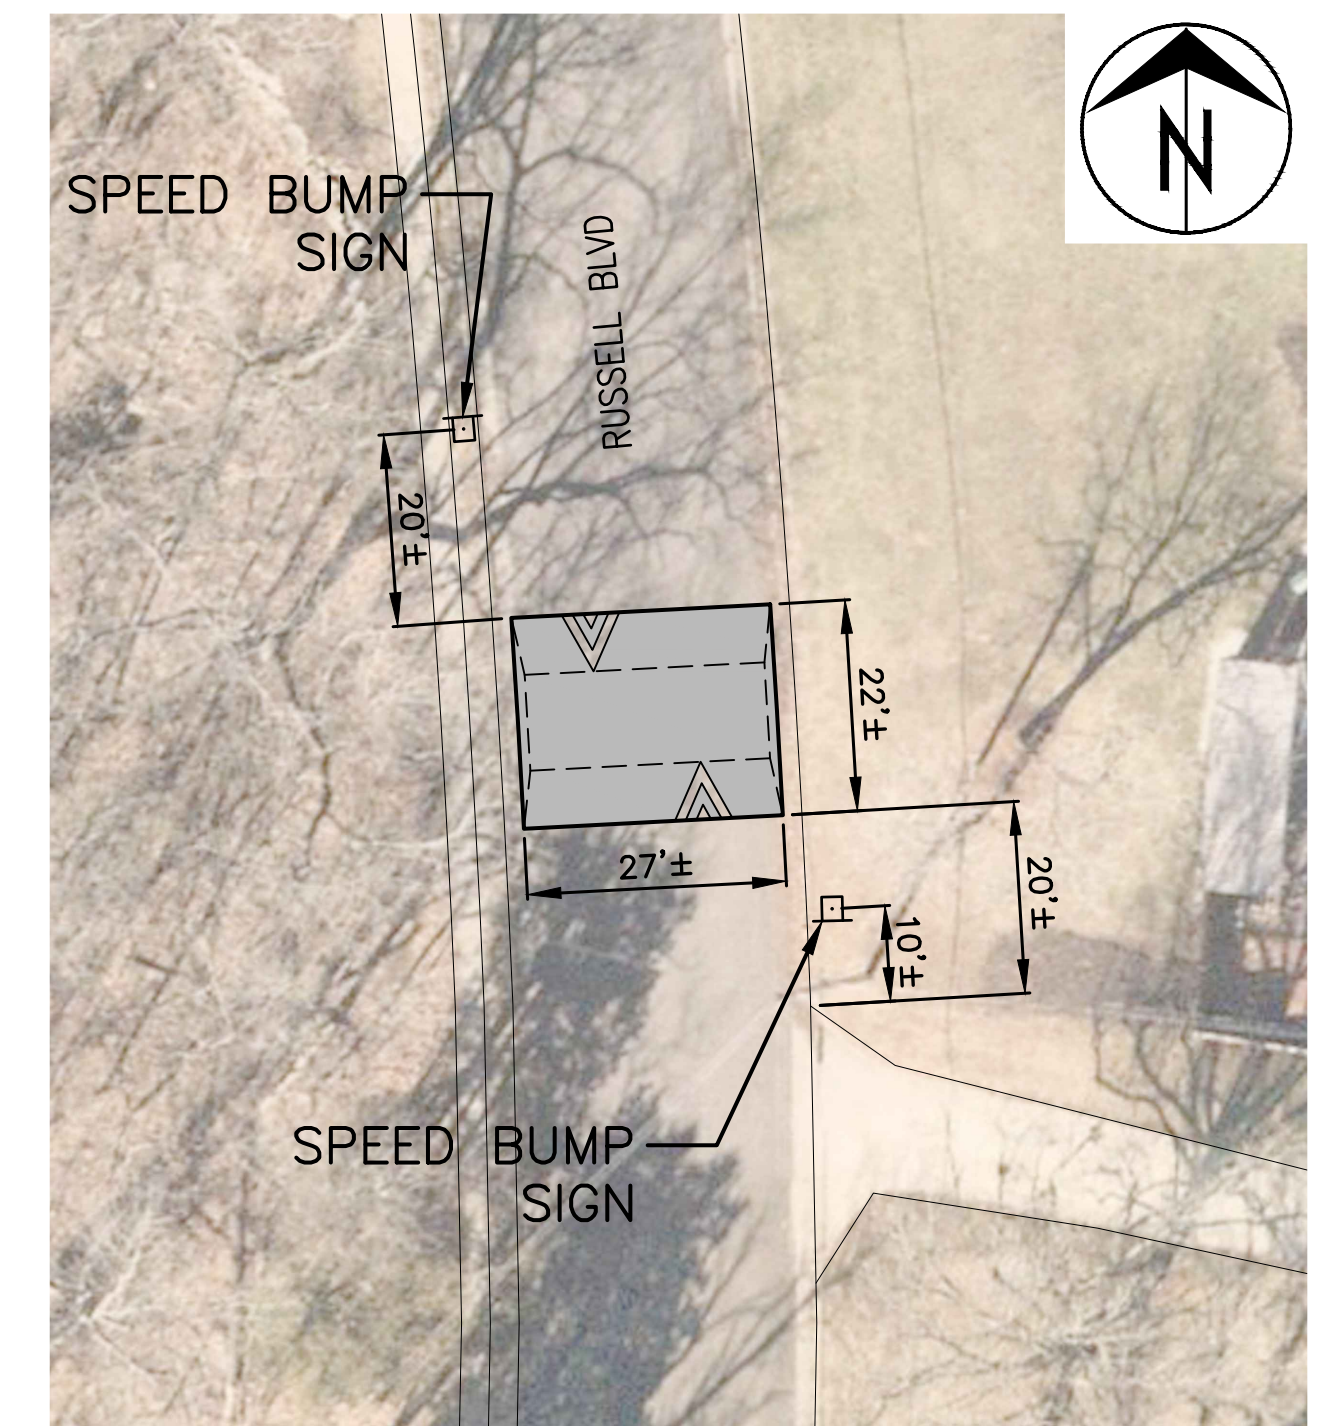 N
SPEED BUMP
SIGN
RUSSELL BLVD
20'±
22'±
27'±
20'±
10'±
SPEED BUMP
SIGN